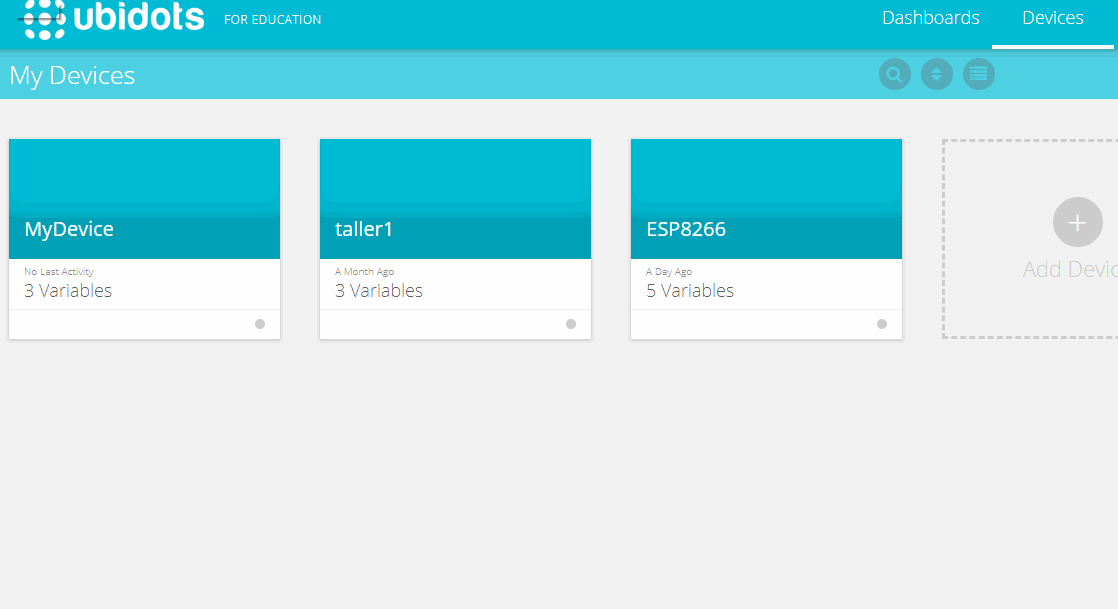 ubidots FOR EDUCATION Dashboards Devices
My Devices
MyDevice
No Last Activity
3 Variables
taller1
A Month Ago
3 Variables
ESP8266
A Day Ago
5 Variables
Add Devic